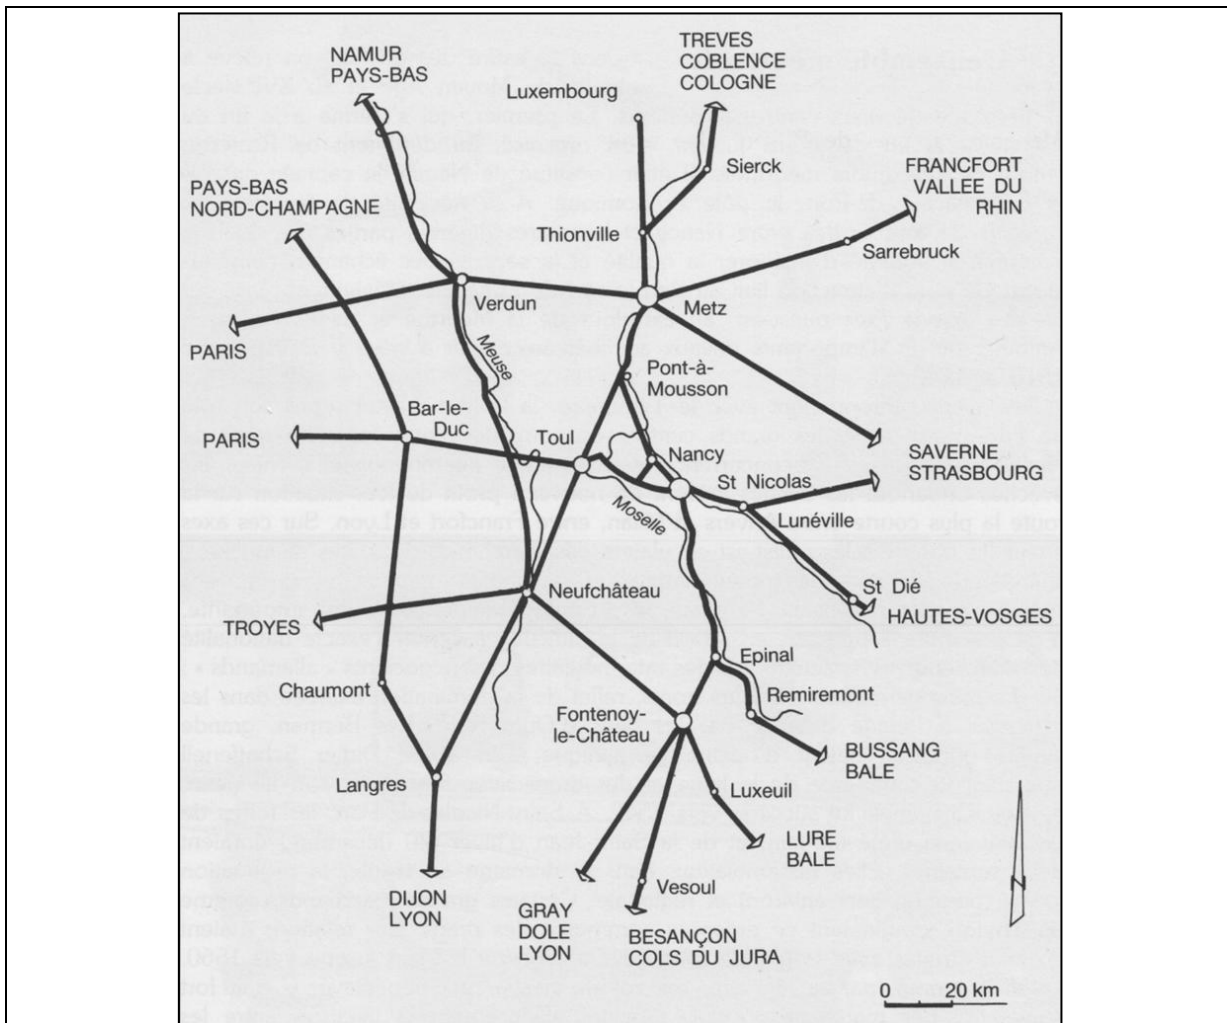 NAMUR
PAYS-BAS
TREVES
COBLENCE
COLOGNE
Luxembourg
Sierck
FRANCFORT
VALLEE DU
RHIN
PAYS-BAS
NORD-CHAMPAGNE
Thionville
Sarrebruck
Verdun
Metz
PARIS
Meuse
Pont-à-
Mousson
Bar-le-
Duc
Toul
PARIS
Nancy
SAVERNE
STRASBOURG
St Nicolas
Moselle
Lunéville
St Dié
HAUTES-VOSGES
Neufchâteau
TROYES
Epinal
Chaumont
Remiremont
Fontenoy-
le-Château
BUSSANG
BALE
Langres
Luxeuil
LURE
BALE
Vesoul
DIJON
LYON
GRAY
DOLE
LYON
BESANÇON
COLS DU JURA
N
0 20 km